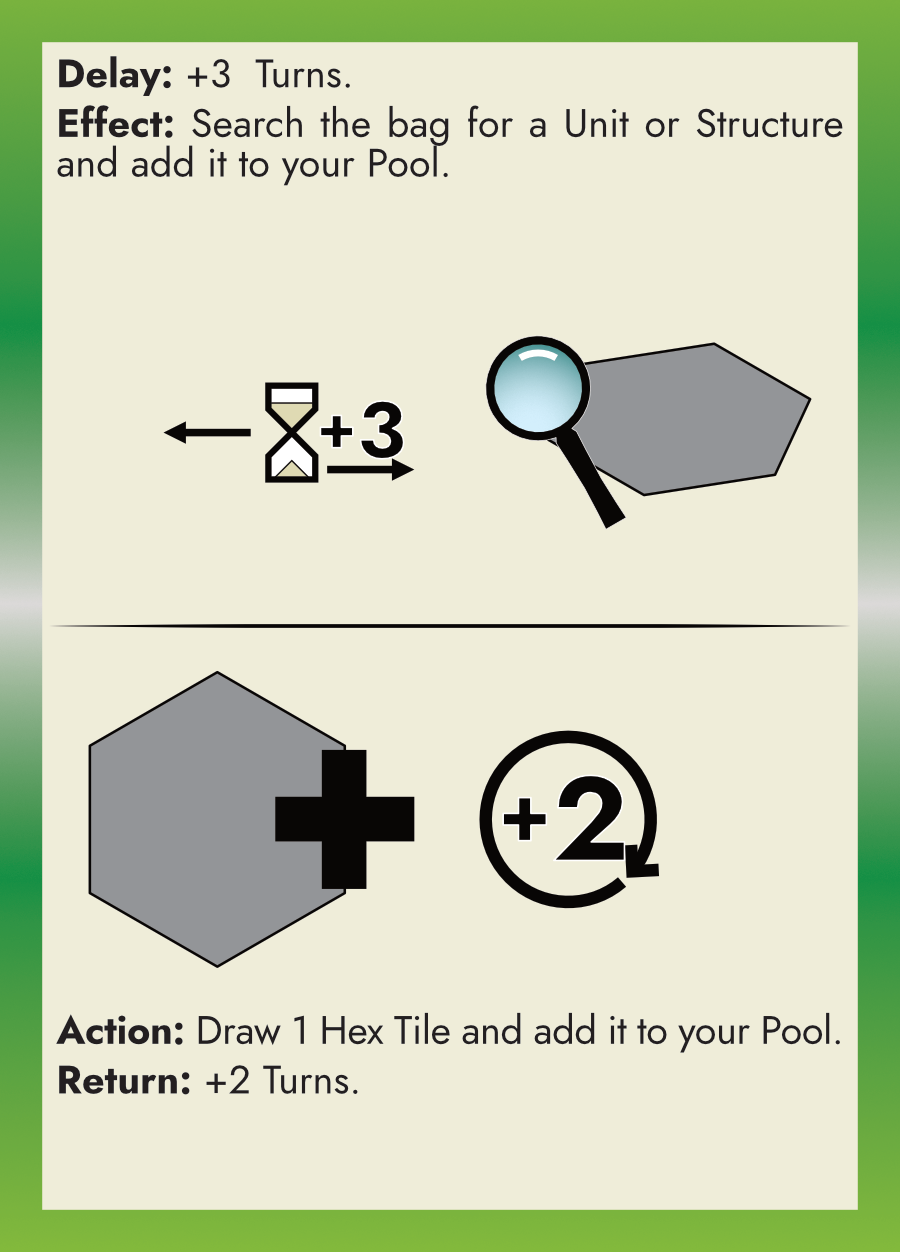 Delay: +3 Turns.
Effect: Search the bag for a Unit or Structure
and add it to your Pool.
+3
+2
Action: Draw 1 Hex Tile and add it to your Pool.
Return: +2 Turns.